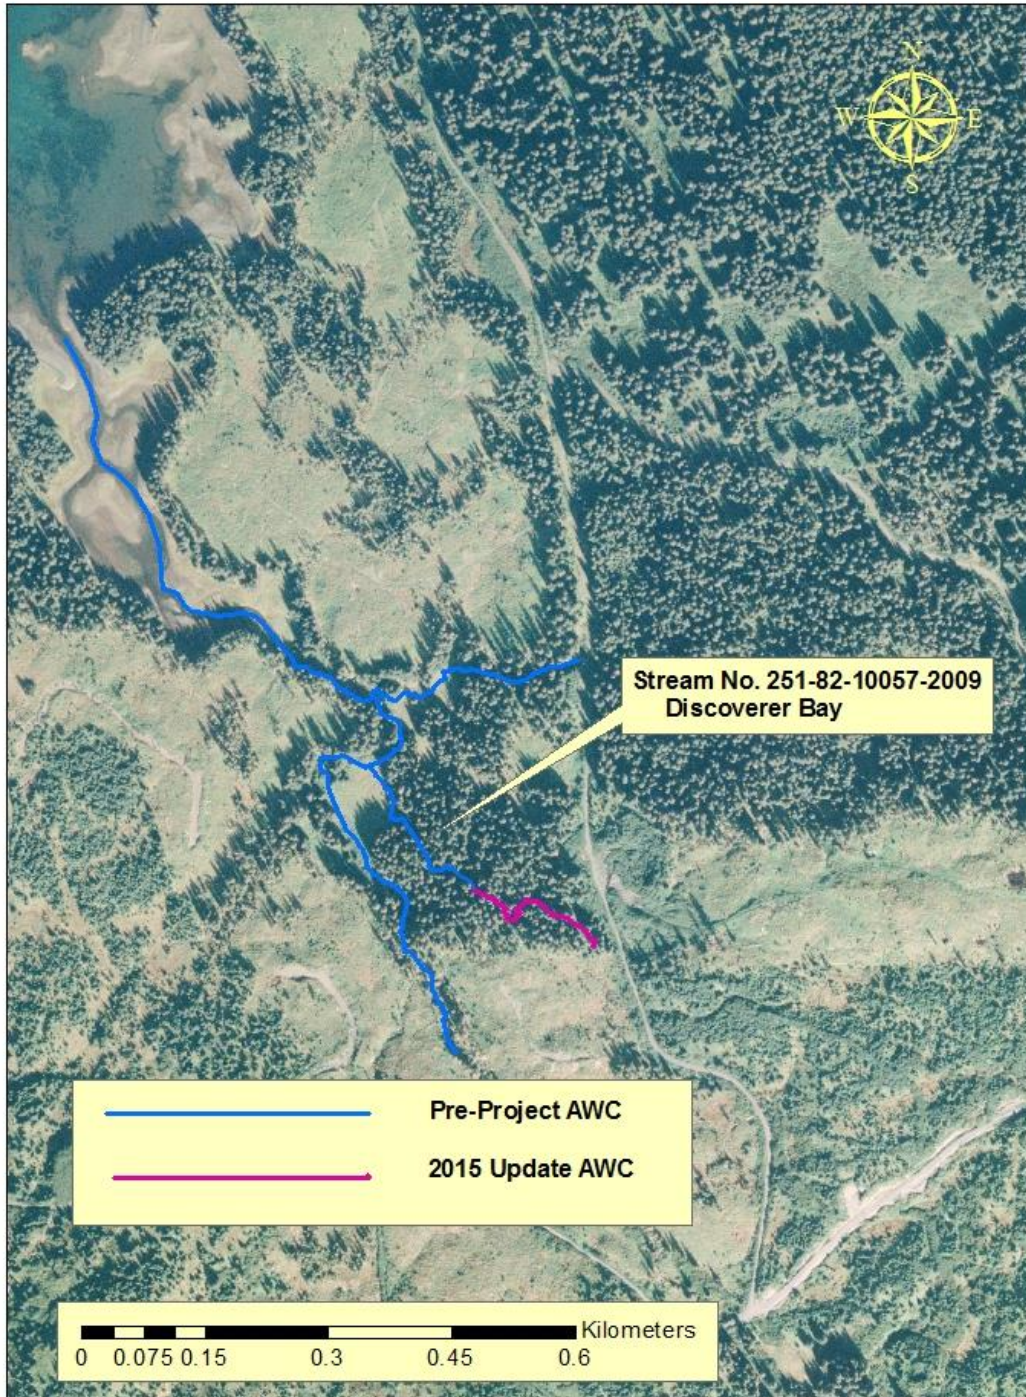 N
W E
S
Stream No. 251-82-10057-2009
Discoverer Bay
Pre-Project AWC
2015 Update AWC
Kilometers
0 0.075 0.15 0.3 0.45 0.6